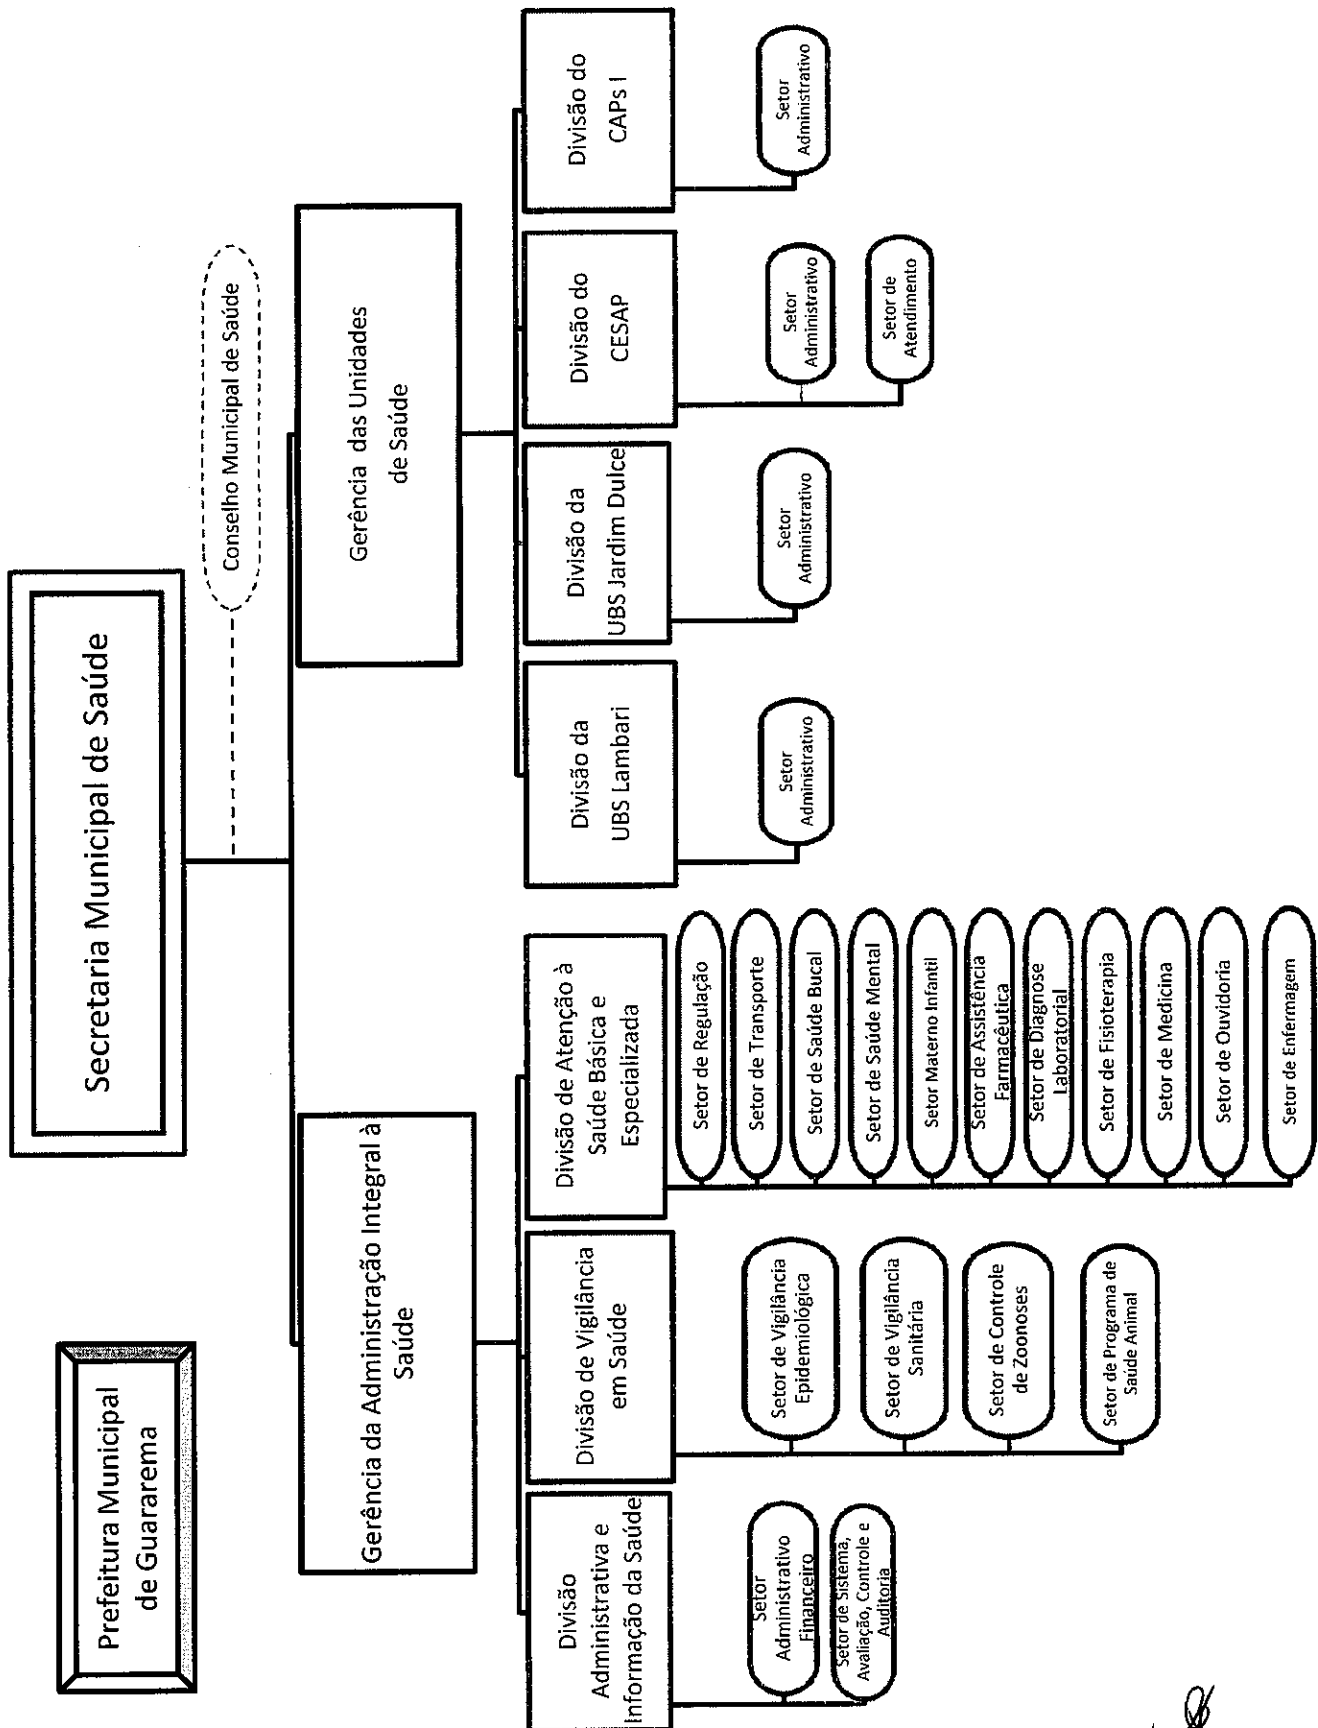 Prefeitura Municipal
de Guararema
Secretaria Municipal de Saúde
Conselho Municipal de Saúde
Gerência da Administração Integral à
Saúde
Gerência das Unidades
de Saúde
Divisão
Administrativa e
Informação da Saúde
Divisão de Vigilância
em Saúde
Divisão de Atenção à
Saúde Básica e
Especializada
Divisão da
UBS Lambari
Divisão da
UBS Jardim Dulce
Divisão do
CESAP
Divisão do
CAPs I
Setor
Administrativo
Financeiro
Setor de Sistema,
Avaliação, Controle e
Auditoria
Setor de Vigilância
Epidemiológica
Setor de Vigilância
Sanitária
Setor de Controle
de Zoonoses
Setor de Programa de
Saúde Animal
Setor de Regulação
Setor de Transporte
Setor de Saúde Bucal
Setor de Saúde Mental
Setor Materno Infantil
Setor de Assistência
Farmacêutica
Setor de Diagnose
Laboratorial
Setor de Fisioterapia
Setor de Medicina
Setor de Ouvidoria
Setor de Enfermagem
Setor
Administrativo
Setor
Administrativo
Setor
Administrativo
Setor de
Atendimento
Setor
Administrativo